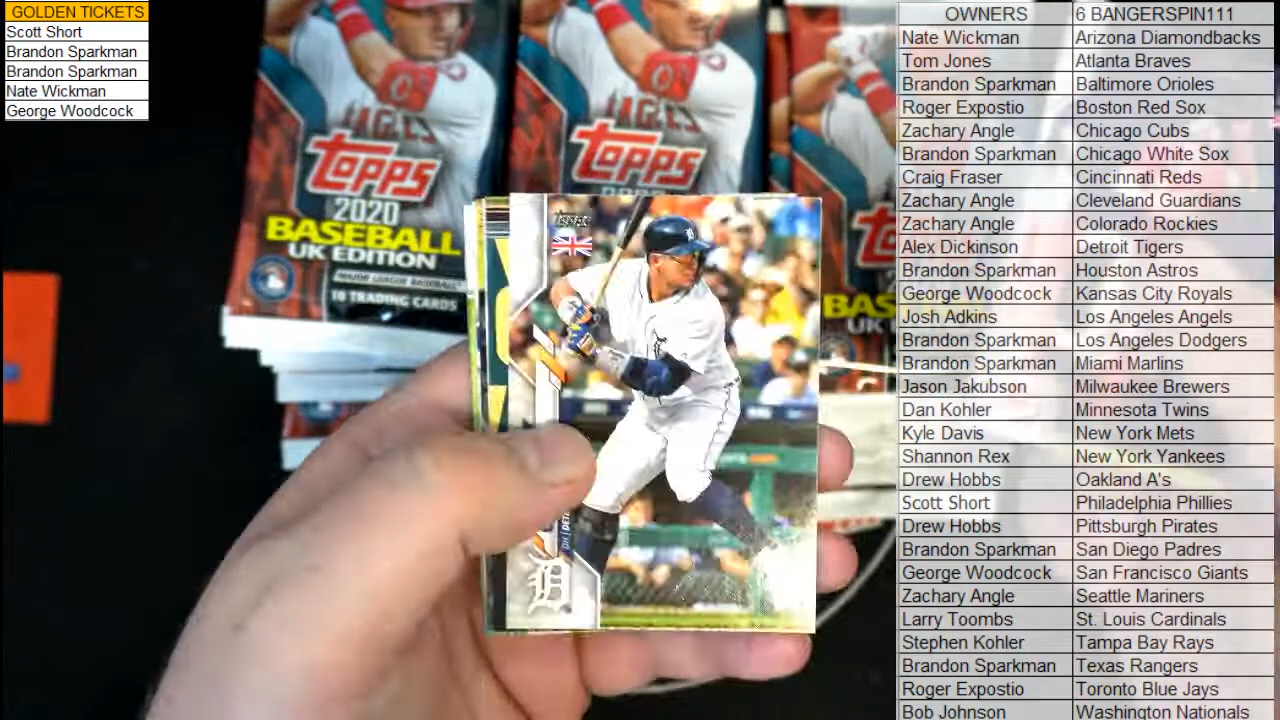 GOLDEN TICKETS
Scott Short
Brandon Sparkman
Brandon Sparkman
Nate Wickman
George Woodcock
TOPPS
2020
BASEBALL
UK EDITION
MAJOR LEAGUE BASEBALL
18 TRADING CARDS
TOPPS
BAS
UK
TOPPS
OWNERS 6 BANGERSPIN111
Nate Wickman Arizona Diamondbacks
Tom Jones Atlanta Braves
Brandon Sparkman Baltimore Orioles
Roger Expostio Boston Red Sox
Zachary Angle Chicago Cubs
Brandon Sparkman Chicago White Sox
Craig Fraser Cincinnati Reds
Zachary Angle Cleveland Guardians
Zachary Angle Colorado Rockies
Alex Dickinson Detroit Tigers
Brandon Sparkman Houston Astros
George Woodcock Kansas City Royals
Josh Adkins Los Angeles Angels
Brandon Sparkman Los Angeles Dodgers
Brandon Sparkman Miami Marlins
Jason Jakubson Milwaukee Brewers
Dan Kohler Minnesota Twins
Kyle Davis New York Mets
Shannon Rex New York Yankees
Drew Hobbs Oakland A's
Scott Short Philadelphia Phillies
Drew Hobbs Pittsburgh Pirates
Brandon Sparkman San Diego Padres
George Woodcock San Francisco Giants
Zachary Angle Seattle Mariners
Larry Toombs St. Louis Cardinals
Stephen Kohler Tampa Bay Rays
Brandon Sparkman Texas Rangers
Roger Expostio Toronto Blue Jays
Bob Johnson Washington Nationals